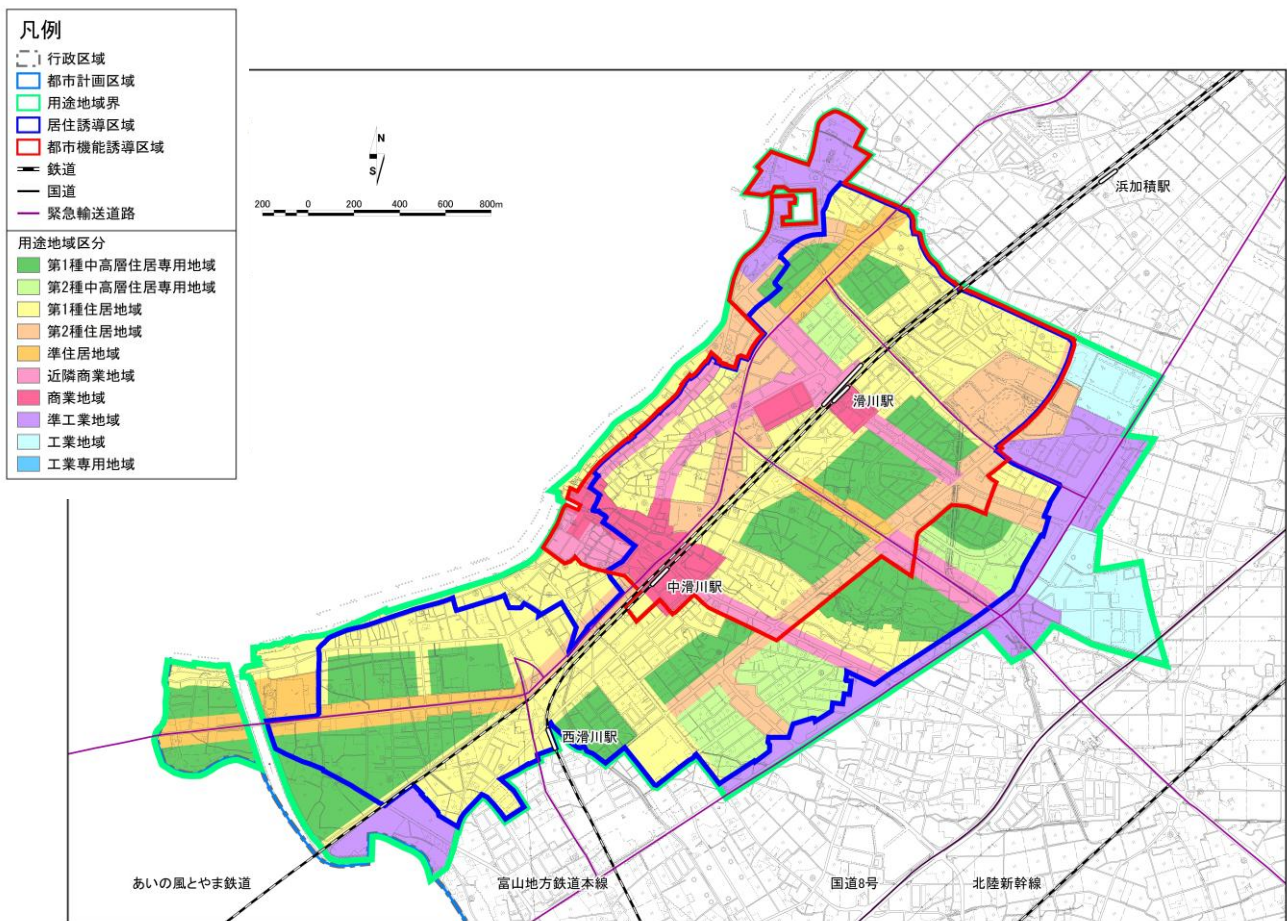 凡例
行政区域
都市計画区域
用途地域界
居住誘導区域
都市機能誘導区域
鉄道
国道
緊急輸送道路
用途地域区分
第1種中高層住居専用地域
第2種中高層住居専用地域
第1種住居地域
第2種住居地域
準住居地域
近隣商業地域
商業地域
準工業地域
工業地域
工業専用地域
N
S
200 0 200 400 600 800m
浜加積駅
滑川駅
中滑川駅
西滑川駅
あいの風とやま鉄道
富山地方鉄道本線
国道8号
北陸新幹線